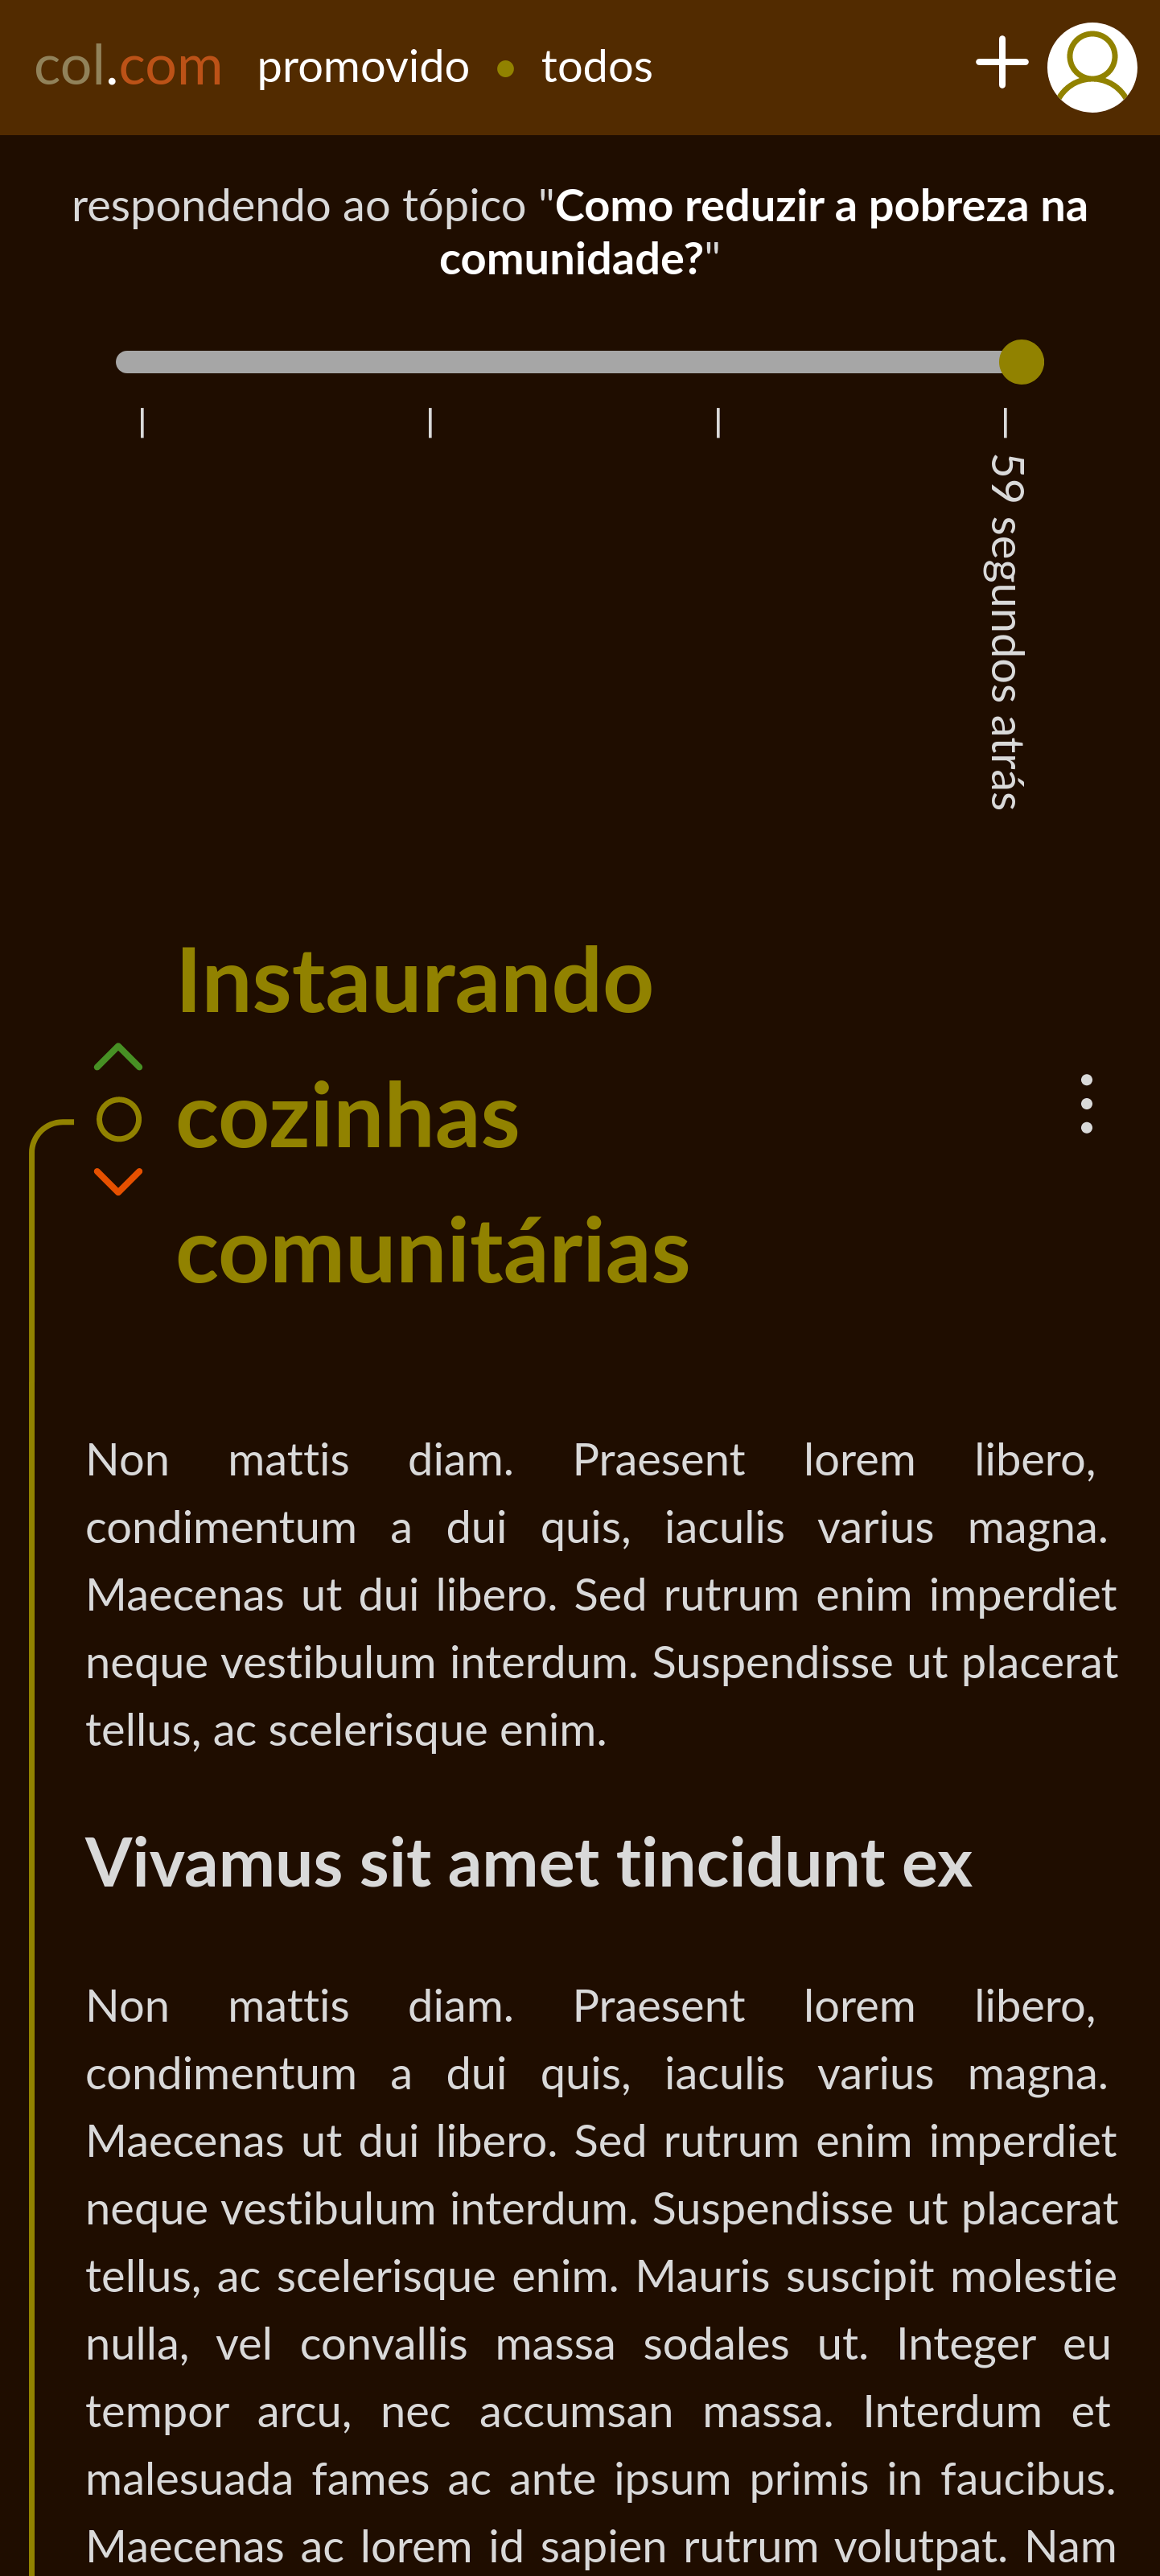 col.com promovido • todos
respondendo ao tópico "Como reduzir a pobreza na
comunidade?"
59 segundos atrás
Instaurando
cozinhas
comunitárias
Non mattis diam. Praesent lorem libero,
condimentum a dui quis, iaculis varius magna.
Maecenas ut dui libero. Sed rutrum enim imperdiet
neque vestibulum interdum. Suspendisse ut placerat
tellus, ac scelerisque enim.
Vivamus sit amet tincidunt ex
Non mattis diam. Praesent lorem libero,
condimentum a dui quis, iaculis varius magna.
Maecenas ut dui libero. Sed rutrum enim imperdiet
neque vestibulum interdum. Suspendisse ut placerat
tellus, ac scelerisque enim. Mauris suscipit molestie
nulla, vel convallis massa sodales ut. Integer eu
tempor arcu, nec accumsan massa. Interdum et
malesuada fames ac ante ipsum primis in faucibus.
Maecenas ac lorem id sapien rutrum volutpat. Nam